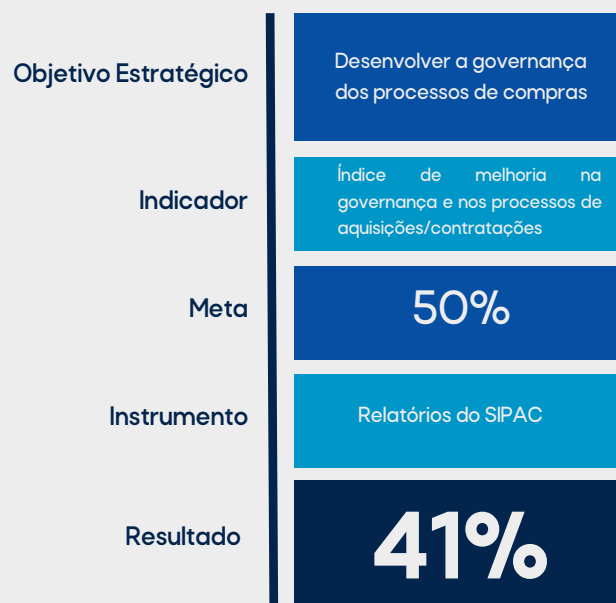 Objetivo Estratégico
Desenvolver a governança
dos processos de compras
Indicador
Índice de melhoria na
governança e nos processos de
aquisições/contratações
Meta
50%
Instrumento
Relatórios do SIPAC
Resultado
41%